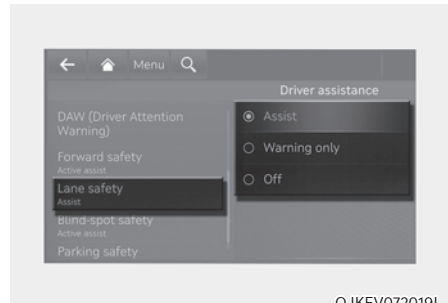 Menu
Driver assistance
DAW (Driver Attention
Warning)
Forward safety
Active assist
Lane safety
Assist
Blind-spot safety
Active assist
Parking safety
Assist
Warning only
Off